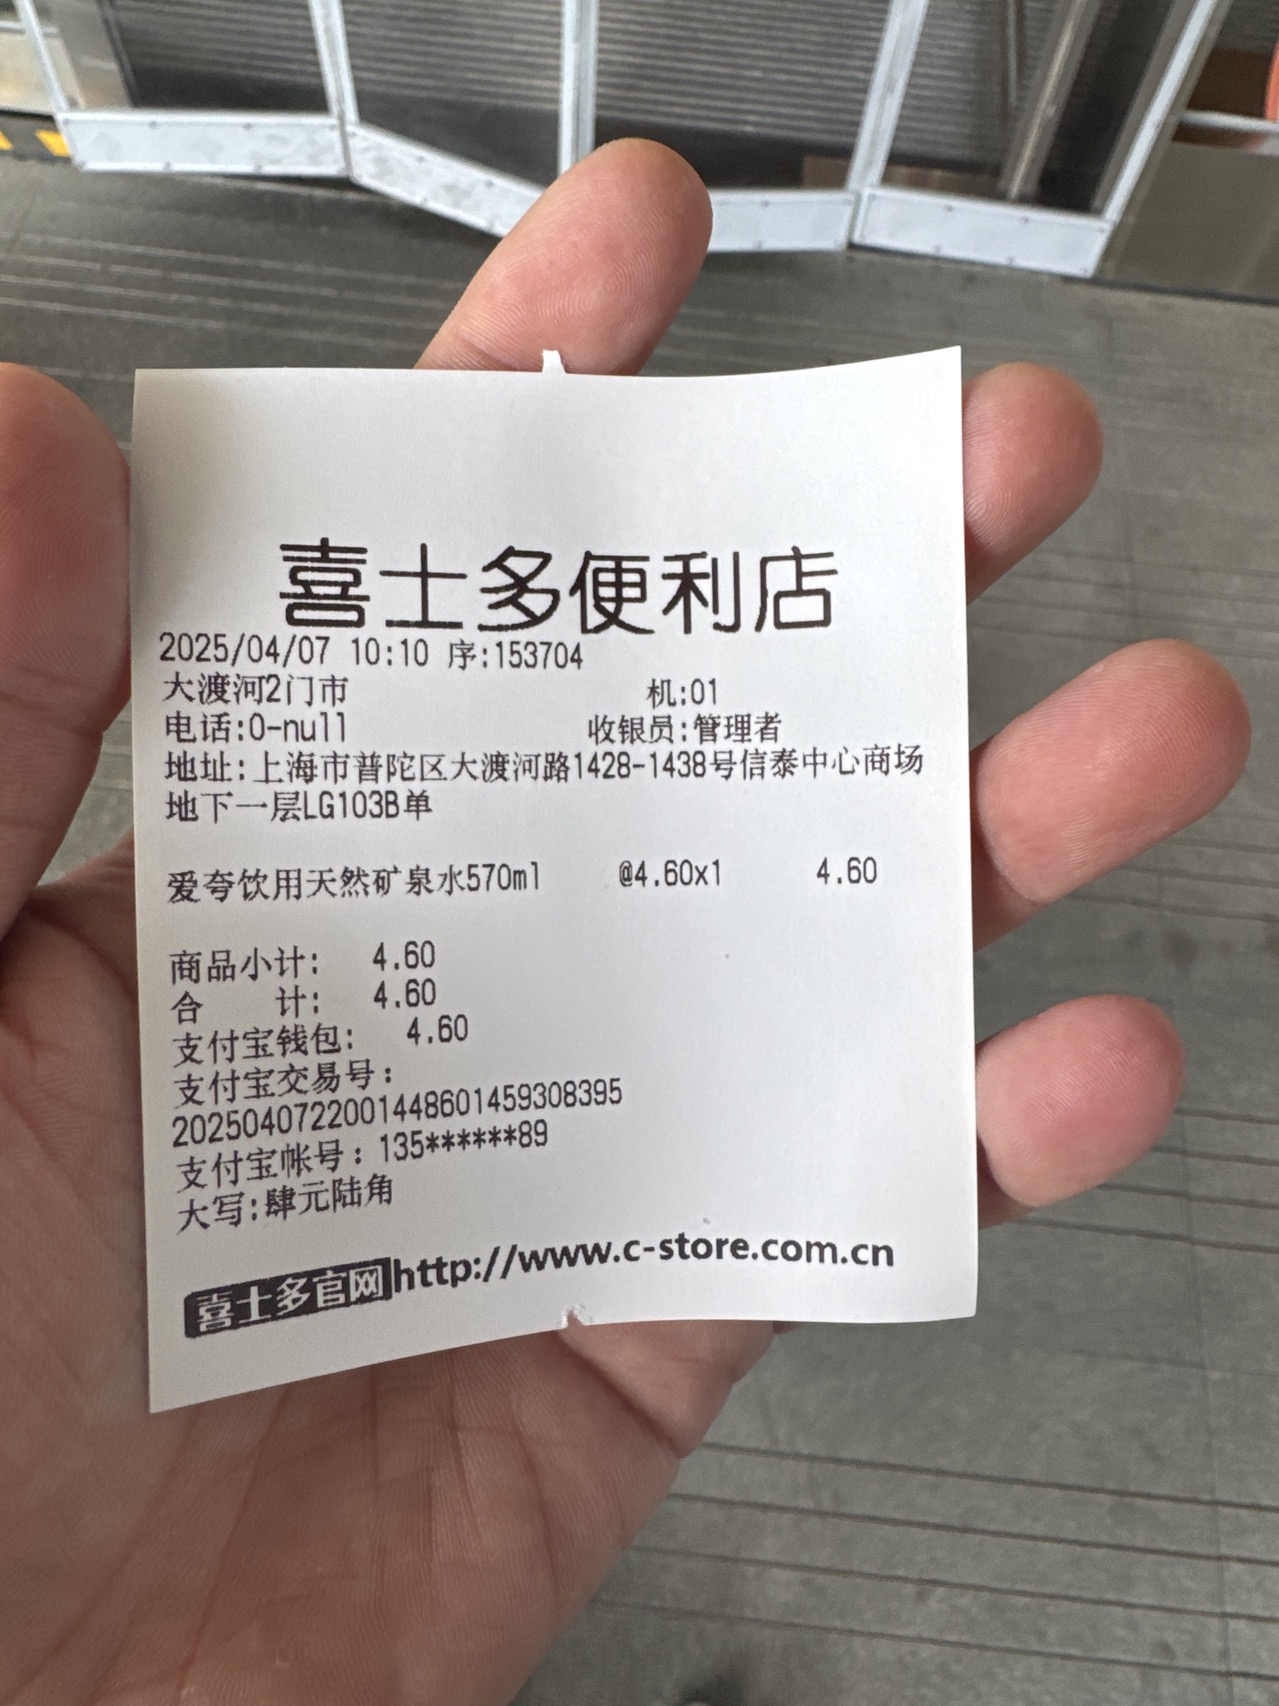 喜士多便利店
2025/04/07 10:10 序:153704
大渡河2门市 机:01
电话:0-null 收银员:管理者
地址:上海市普陀区大渡河路1428-1438号信泰中心商场
地下一层LG103B单
爱夸饮用天然矿泉水570ml @4.60x1 4.60
商品小计: 4.60
合 计: 4.60
支付宝钱包: 4.60
支付宝交易号:
2025040722001448601459308395
支付宝帐号:135******89
大写:肆元陆角
喜士多官网http://www.c-store.com.cn